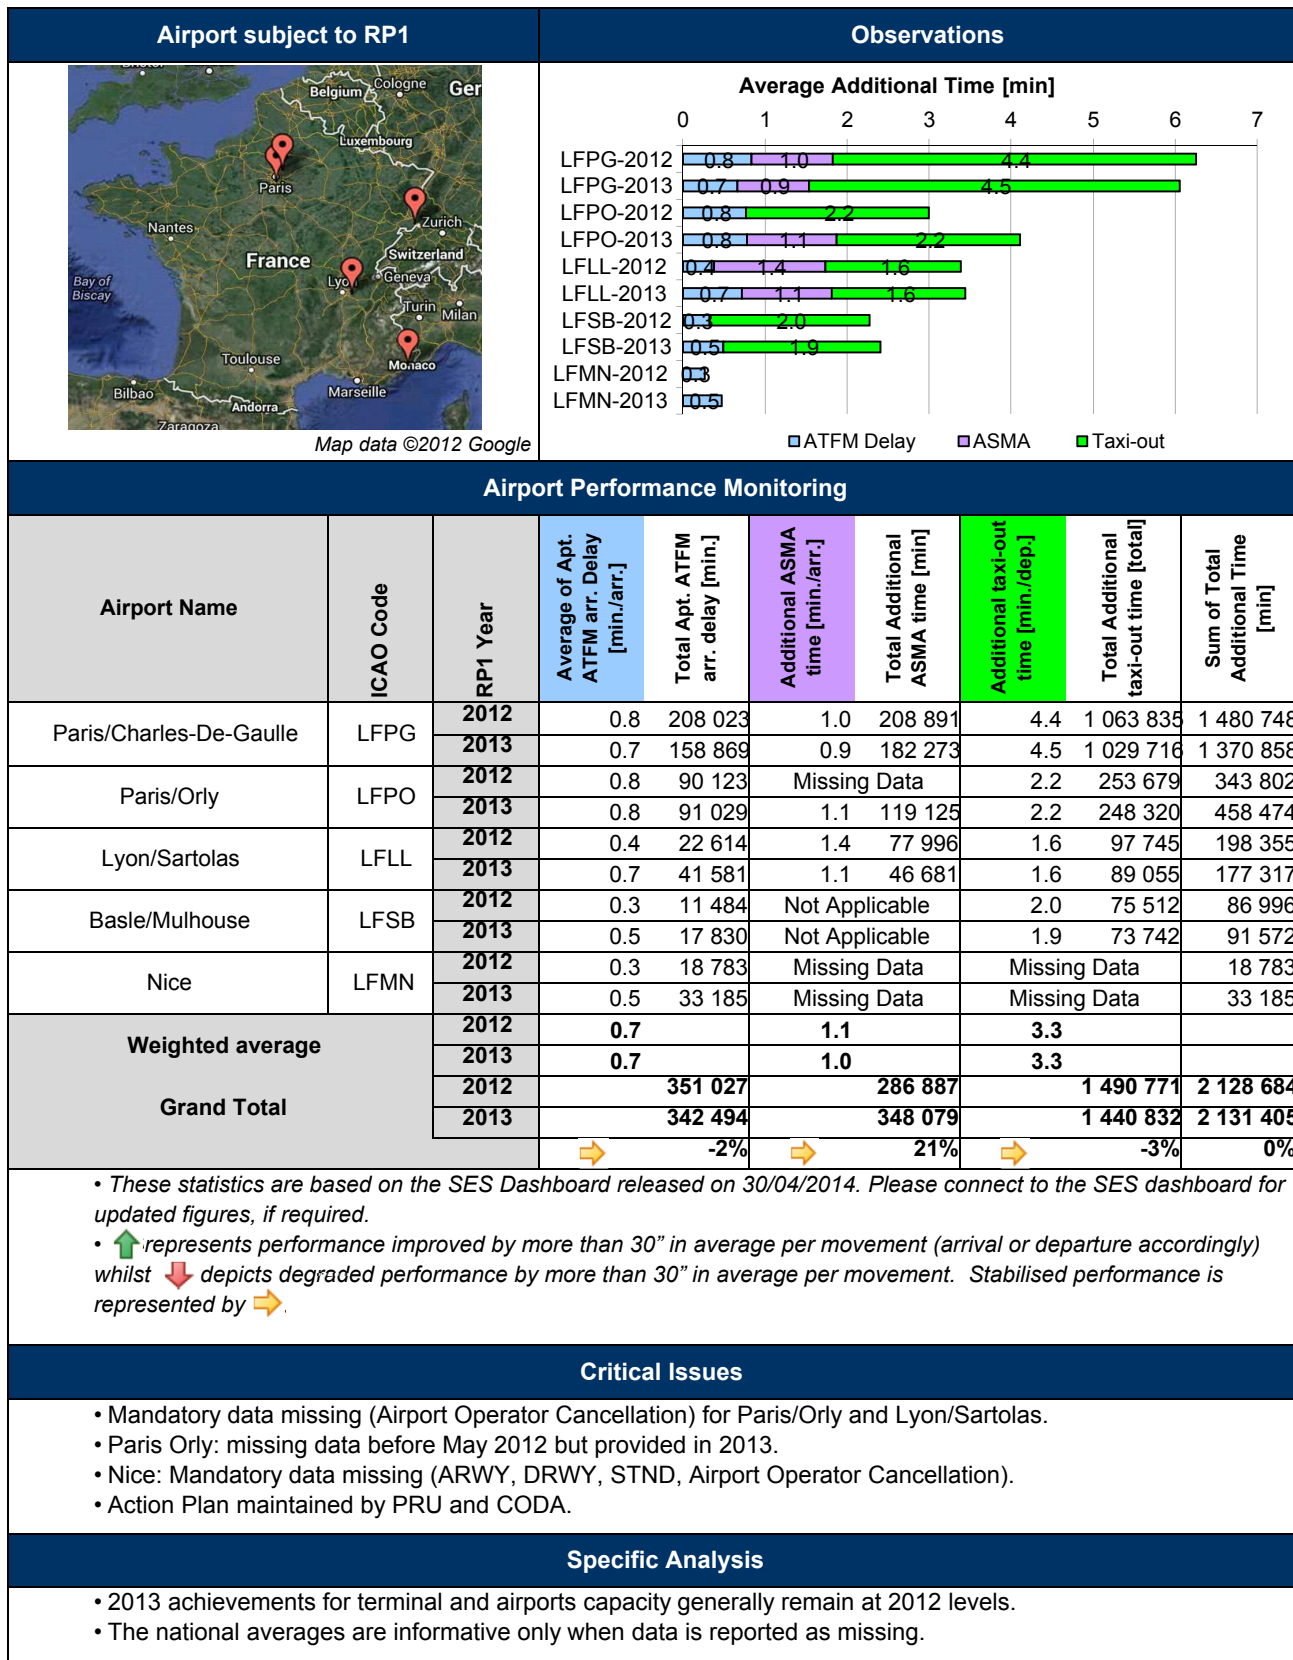 Airport subject to RP1
Observations
Belgium
Cologne
Ger
Luxembourg
Paris
Nantes
Zurich
France
Switzerland
Bay of
Biscay
Lyo
Geneva
Turin
Milan
Toulouse
Monaco
Bilbao
Marseille
Andorra
Zaragoza
Map data ©2012 Google
Average Additional Time [min]
0 1 2 3 4 5 6 7
LFPG-2012 0.8 1.0 4.4
LFPG-2013 0.7 0.9 4.5
LFPO-2012 0.8 2.2
LFPO-2013 0.8 1.1 2.2
LFLL-2012 0.4 1.4 1.6
LFLL-2013 0.7 1.1 1.6
LFSB-2012 0.3 2.0
LFSB-2013 0.5 1.9
LFMN-2012 0.3
LFMN-2013 0.5
ATFM Delay ASMA Taxi-out
Airport Performance Monitoring
Airport Name
ICAO Code
RP1 Year
Average of Apt.
ATFM arr. Delay
[min./arr.]
Total Apt. ATFM
arr. delay [min.]
Additional ASMA
time [min./arr.]
Total Additional
ASMA time [min]
Additional taxi-out
time [min./dep.]
Total Additional
taxi-out time [total]
Sum of Total
Additional Time
[min]
Paris/Charles-De-Gaulle LFPG 2012 0.8 208 023 1.0 208 891 4.4 1 063 835 1 480 748
2013 0.7 158 869 0.9 182 273 4.5 1 029 716 1 370 858
Paris/Orly LFPO 2012 0.8 90 123 Missing Data 2.2 253 679 343 802
2013 0.8 91 029 1.1 119 125 2.2 248 320 458 474
Lyon/Sartolas LFLL 2012 0.4 22 614 1.4 77 996 1.6 97 745 198 355
2013 0.7 41 581 1.1 46 681 1.6 89 055 177 317
Basle/Mulhouse LFSB 2012 0.3 11 484 Not Applicable 2.0 75 512 86 996
2013 0.5 17 830 Not Applicable 1.9 73 742 91 572
Nice LFMN 2012 0.3 18 783 Missing Data Missing Data 18 783
2013 0.5 33 185 Missing Data Missing Data 33 185
Weighted average 2012 0.7 1.1 3.3
2013 0.7 1.0 3.3
Grand Total 2012 351 027 286 887 1 490 771 2 128 684
2013 342 494 348 079 1 440 832 2 131 405
-2% 21% -3% 0%
• These statistics are based on the SES Dashboard released on 30/04/2014. Please connect to the SES dashboard for
updated figures, if required.
• represents performance improved by more than 30” in average per movement (arrival or departure accordingly)
whilst depicts degraded performance by more than 30” in average per movement. Stabilised performance is
represented by .
Critical Issues
• Mandatory data missing (Airport Operator Cancellation) for Paris/Orly and Lyon/Sartolas.
• Paris Orly: missing data before May 2012 but provided in 2013.
• Nice: Mandatory data missing (ARWY, DRWY, STND, Airport Operator Cancellation).
• Action Plan maintained by PRU and CODA.
Specific Analysis
• 2013 achievements for terminal and airports capacity generally remain at 2012 levels.
• The national averages are informative only when data is reported as missing.